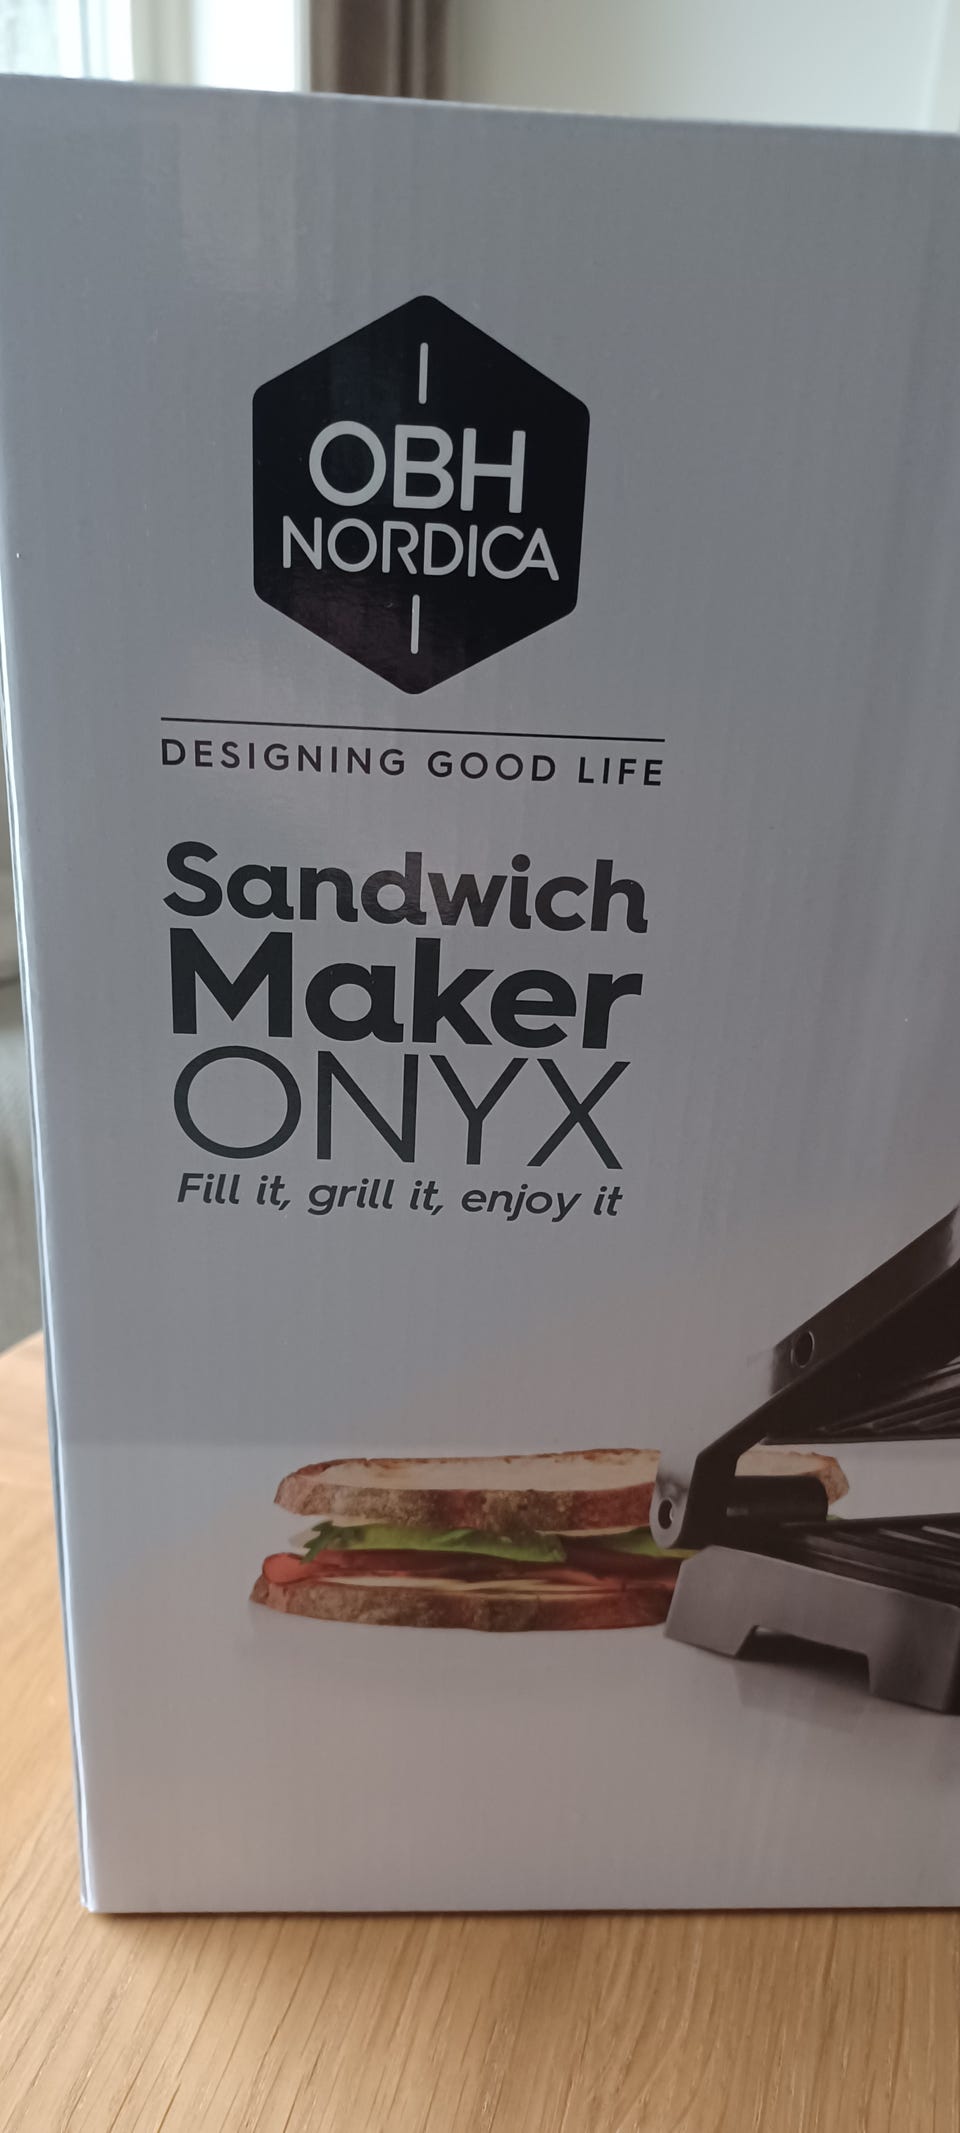 OBH
NORDICA
DESIGNING GOOD LIFE
Sandwich
Maker
ONYX
Fill it, grill it, enjoy it